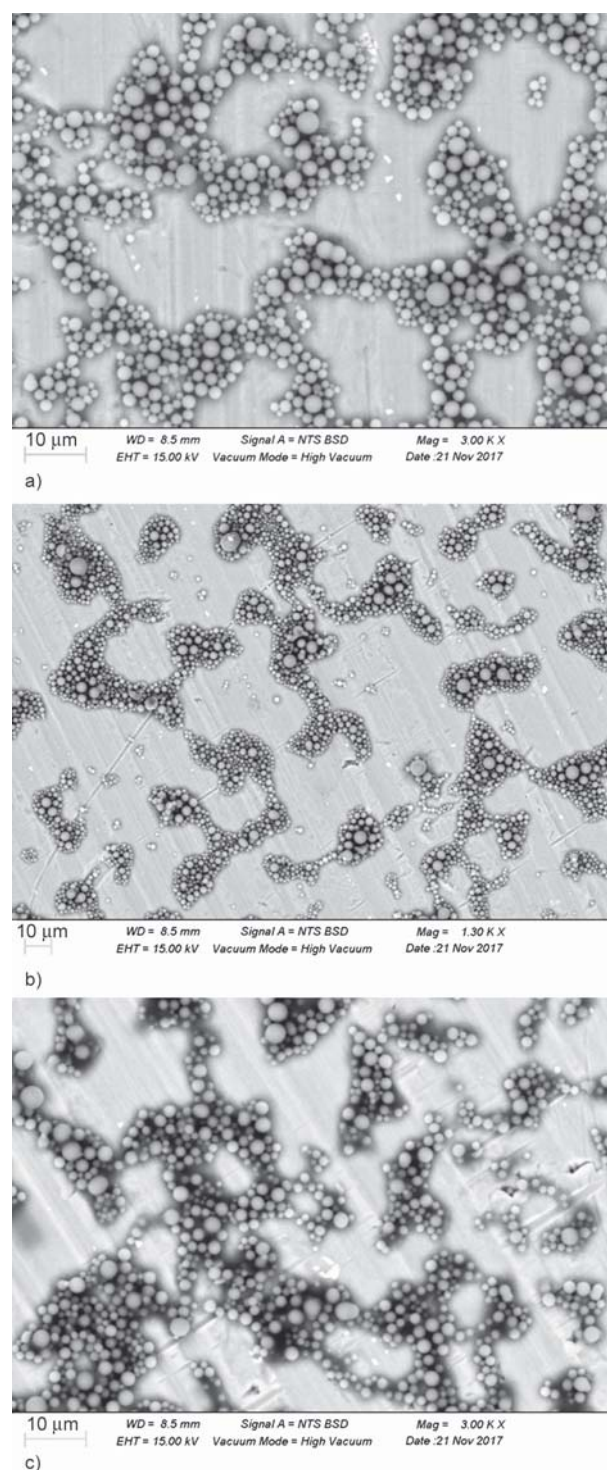 10 µm
WD = 8.5 mm Signal A = NTS BSD Mag = 3.00 K X
EHT = 15.00 kV Vacuum Mode = High Vacuum Date :21 Nov 2017
a)
10 µm
WD = 8.5 mm Signal A = NTS BSD Mag = 1.30 K X
EHT = 15.00 kV Vacuum Mode = High Vacuum Date :21 Nov 2017
b)
10 µm
WD = 8.5 mm Signal A = NTS BSD Mag = 3.00 K X
EHT = 15.00 kV Vacuum Mode = High Vacuum Date :21 Nov 2017
c)